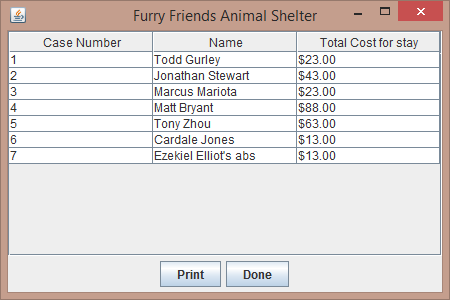 Furry Friends Animal Shelter
Case Number Name Total Cost for stay
1 Todd Gurley $23.00
2 Jonathan Stewart $43.00
3 Marcus Mariota $23.00
4 Matt Bryant $88.00
5 Tony Zhou $63.00
6 Cardale Jones $13.00
7 Ezekiel Elliot's abs $13.00
Print Done